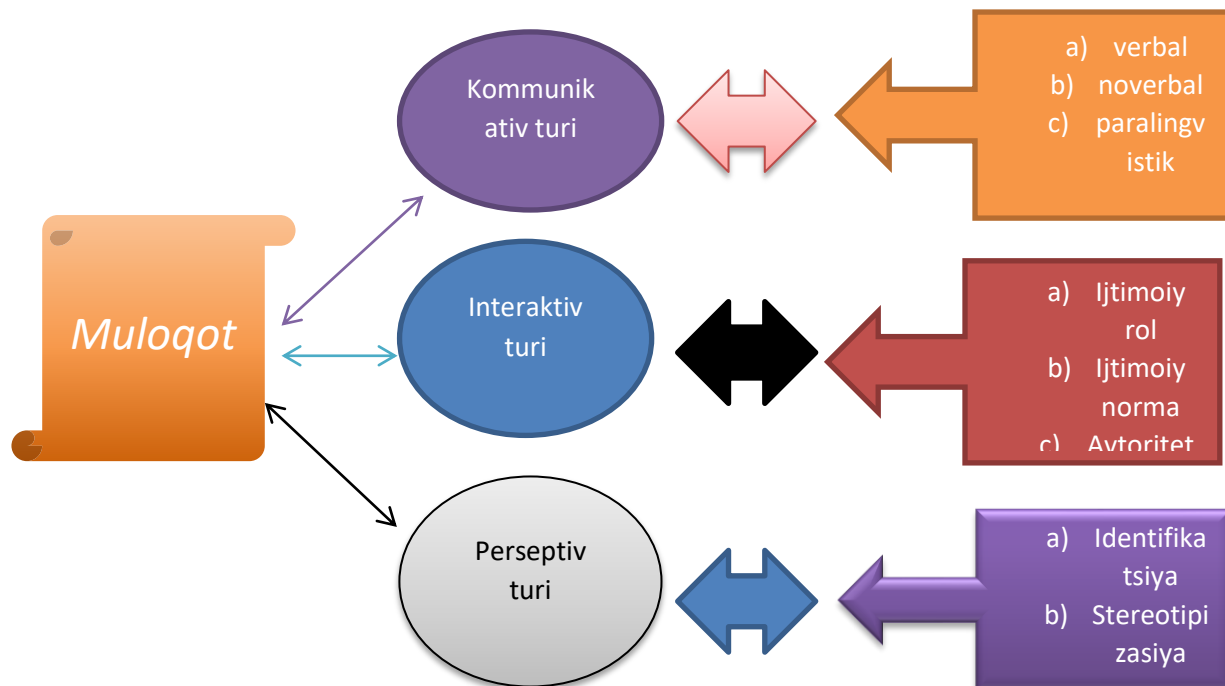 Muloqot
Kommunik
ativ turi
a) verbal
b) noverbal
c) paralingv
istik
Interaktiv
turi
a) Ijtimoiy
rol
b) Ijtimoiy
norma
c) Avtoritet
Perseptiv
turi
a) Identifika
tsiya
b) Stereotipi
zasiya